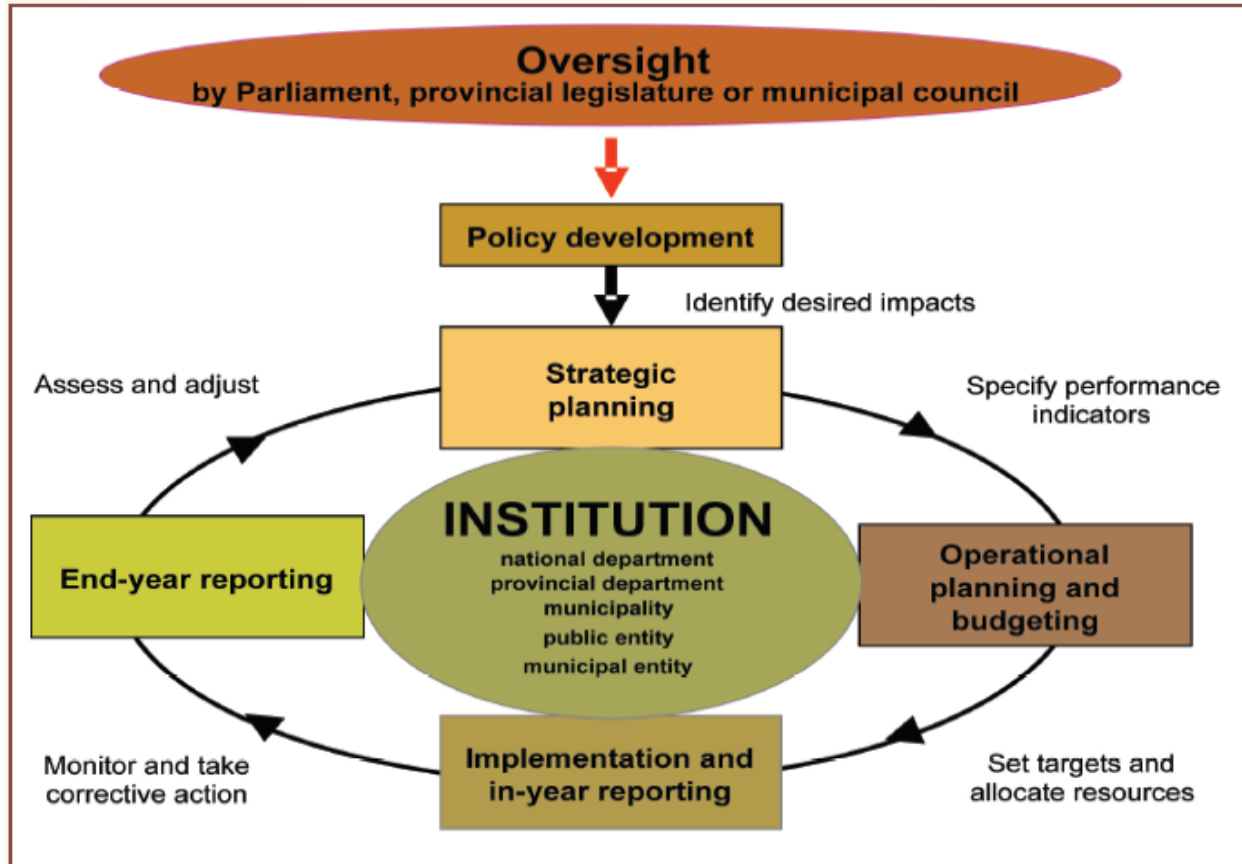 Oversight
by Parliament, provincial legislature or municipal council
Policy development
Identify desired impacts
Strategic
planning
Assess and adjust
Specify performance
indicators
INSTITUTION
national department
provincial department
municipality
public entity
municipal entity
End-year reporting
Operational
planning and
budgeting
Implementation and
in-year reporting
Monitor and take
corrective action
Set targets and
allocate resources